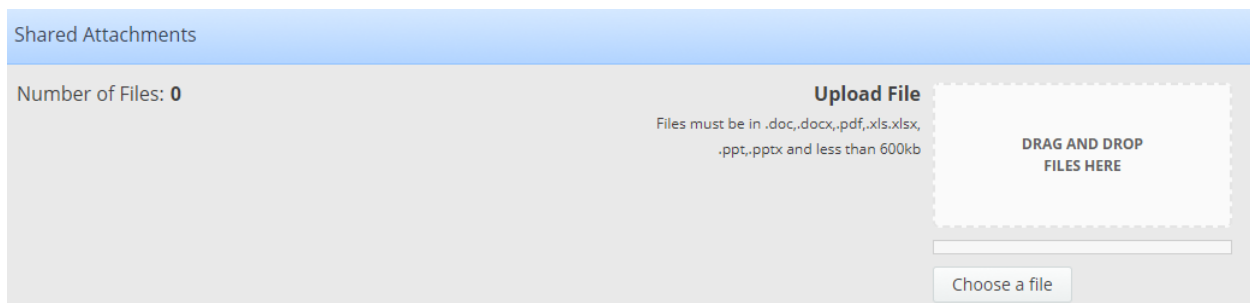 Shared Attachments
Number of Files: 0
Upload File
Files must be in .doc,.docx,.pdf,.xls.xlsx,
.ppt,.pptx and less than 600kb
DRAG AND DROP
FILES HERE
Choose a file